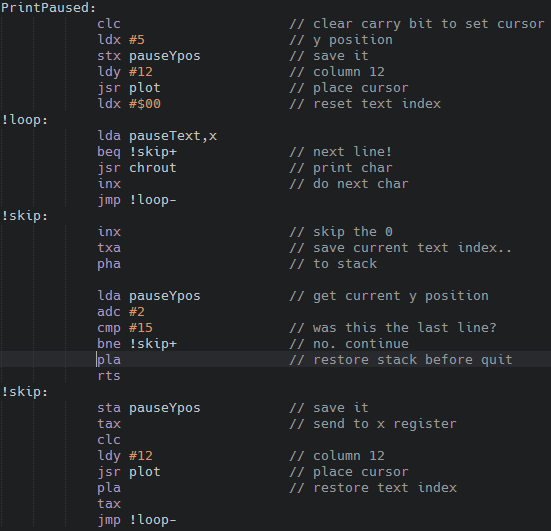 PrintPaused:
clc // clear carry bit to set cursor
ldx #5 // y position
stx pauseYpos // save it
ldy #12 // column 12
jsr plot // place cursor
ldx #$00 // reset text index
!loop:
lda pauseText,x
beq !skip+ // next line!
jsr chrout // print char
inx // do next char
jmp !loop-
!skip:
inx // skip the 0
txa // save current text index..
pha // to stack
lda pauseYpos // get current y position
adc #2
cmp #15 // was this the last line?
bne !skip+ // no. continue
pla // restore stack before quit
rts
!skip:
sta pauseYpos // save it
tax // send to x register
clc
ldy #12 // column 12
jsr plot // place cursor
pla // restore text index
tax
jmp !loop-